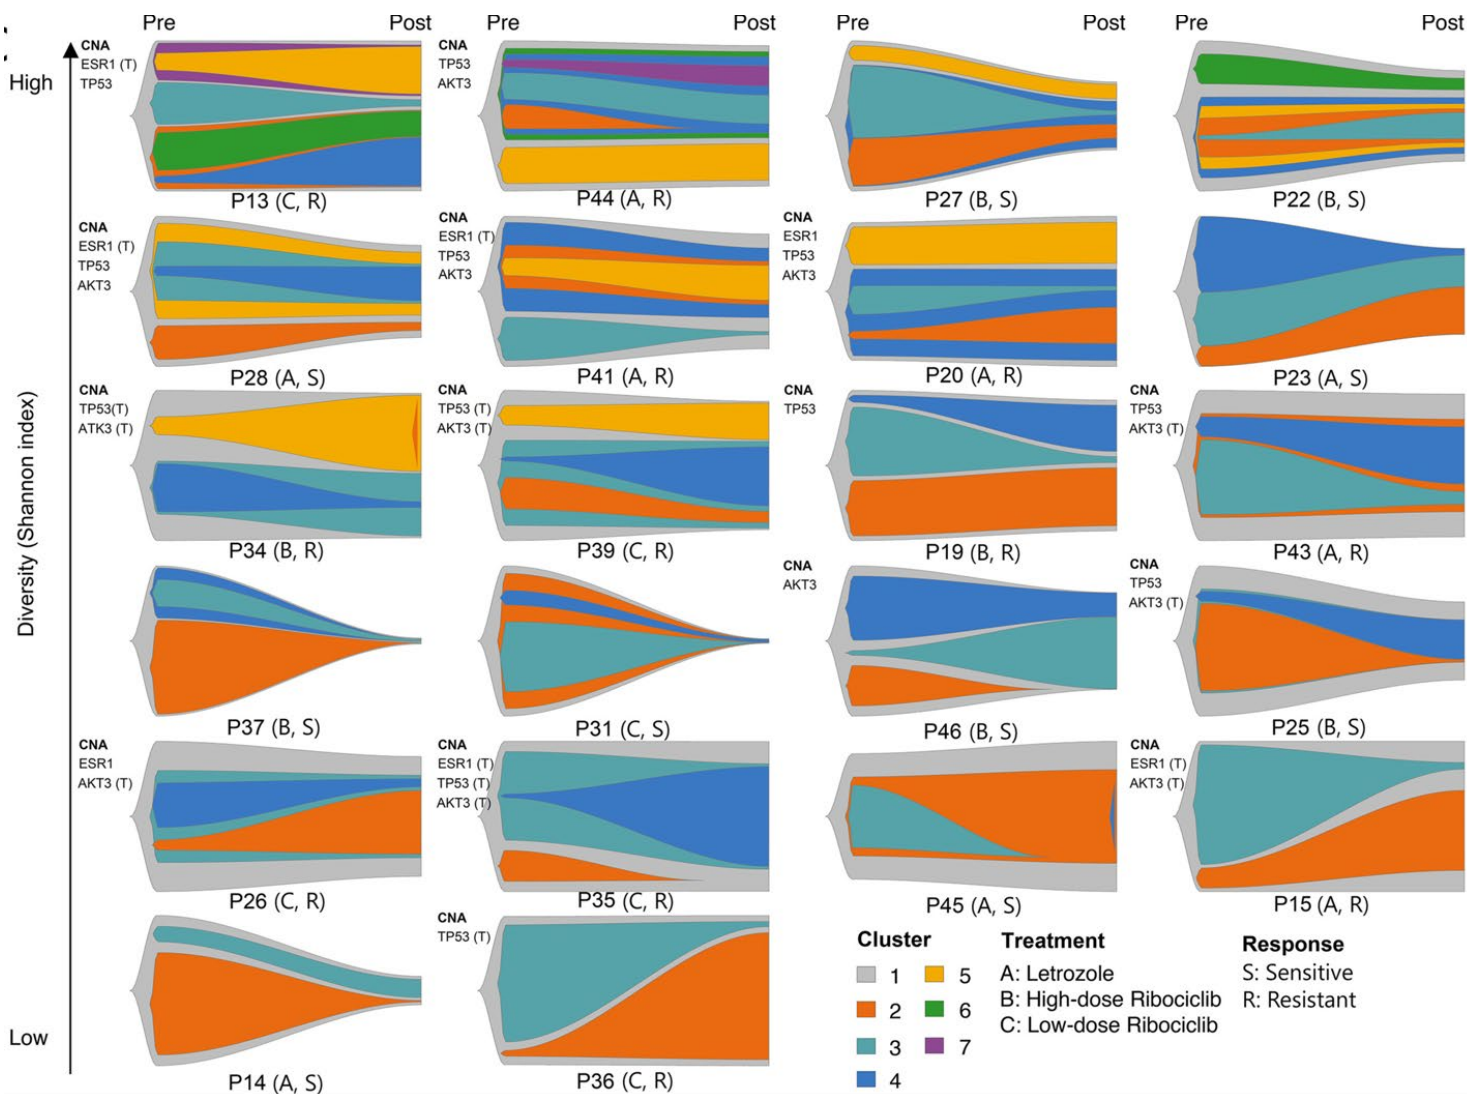 Pre Post Pre Post Pre Post Pre Post
High
Diversity (Shannon index)
Low
CNA
ESR1 (T)
TP53
P13 (C, R)
CNA
TP53
AKT3
P44 (A, R)
P27 (B, S)
P22 (B, S)
CNA
ESR1 (T)
TP53
AKT3
P28 (A, S)
CNA
ESR1 (T)
TP53
AKT3
P41 (A, R)
CNA
ESR1
TP53
AKT3
P20 (A, R)
P23 (A, S)
CNA
TP53(T)
ATK3 (T)
P34 (B, R)
CNA
TP53 (T)
AKT3 (T)
P39 (C, R)
CNA
TP53
P19 (B, R)
CNA
TP53
AKT3 (T)
P43 (A, R)
P37 (B, S)
P31 (C, S)
CNA
AKT3
P46 (B, S)
CNA
TP53
AKT3 (T)
P25 (B, S)
CNA
ESR1
AKT3 (T)
P26 (C, R)
CNA
ESR1 (T)
TP53 (T)
AKT3 (T)
P35 (C, R)
P45 (A, S)
CNA
ESR1 (T)
AKT3 (T)
P15 (A, R)
P14 (A, S)
CNA
TP53 (T)
P36 (C, R)
Cluster
1 5
2 6
3 7
4
Treatment
A: Letrozole
B: High-dose Ribociclib
C: Low-dose Ribociclib
Response
S: Sensitive
R: Resistant